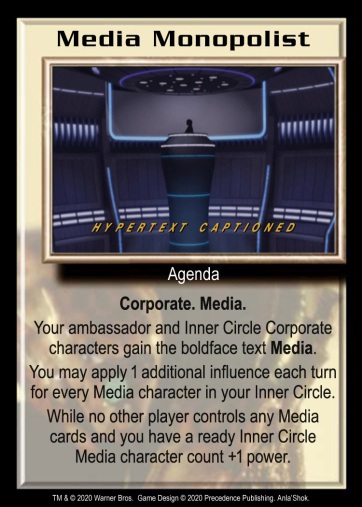 Media Monopolist
HYPERTEXT CAPTIONED
Agenda
Corporate. Media.
Your ambassador and Inner Circle Corporate
characters gain the boldface text Media.
You may apply 1 additional influence each turn
for every Media character in your Inner Circle.
While no other player controls any Media
cards and you have a ready Inner Circle
Media character count +1 power.
TM & © 2020 Warner Bros. Game Design © 2020 Precedence Publishing. Anla'Shok.